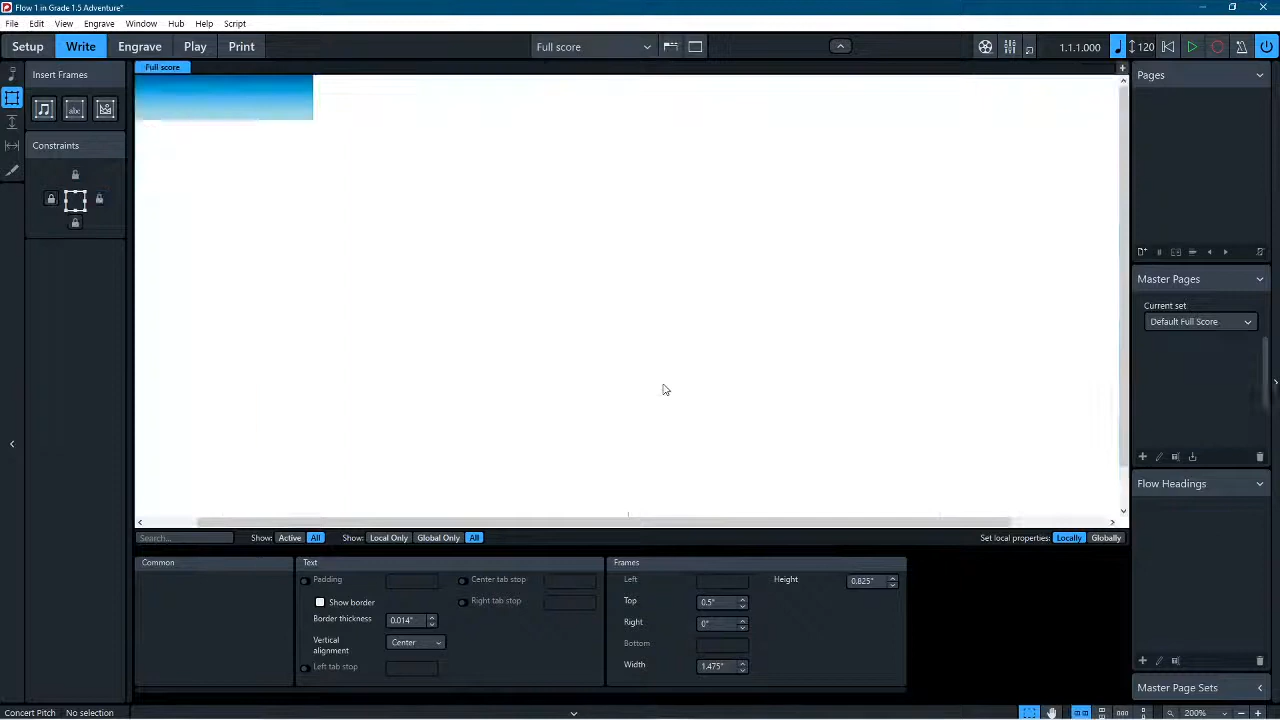 Flow 1 in Grade 1.5 Adventure*
File Edit View Engrave Window Hub Help Script
Setup Write Engrave Play Print Full score 1.1.1.000 120
Insert Frames Full score Pages
abc
Constraints
Master Pages
Current set
Default Full Score
Flow Headings
Search... Show: Active All Show: Local Only Global Only All Set local properties: Locally Globally
Common Text Frames
Padding Center tab stop Left Height 0.825"
Show border Right tab stop Top 0.5"
Border thickness 0.014" Right 0"
Vertical alignment Center Bottom
Left tab stop Width 1.475"
Master Page Sets
Concert Pitch No selection 200%